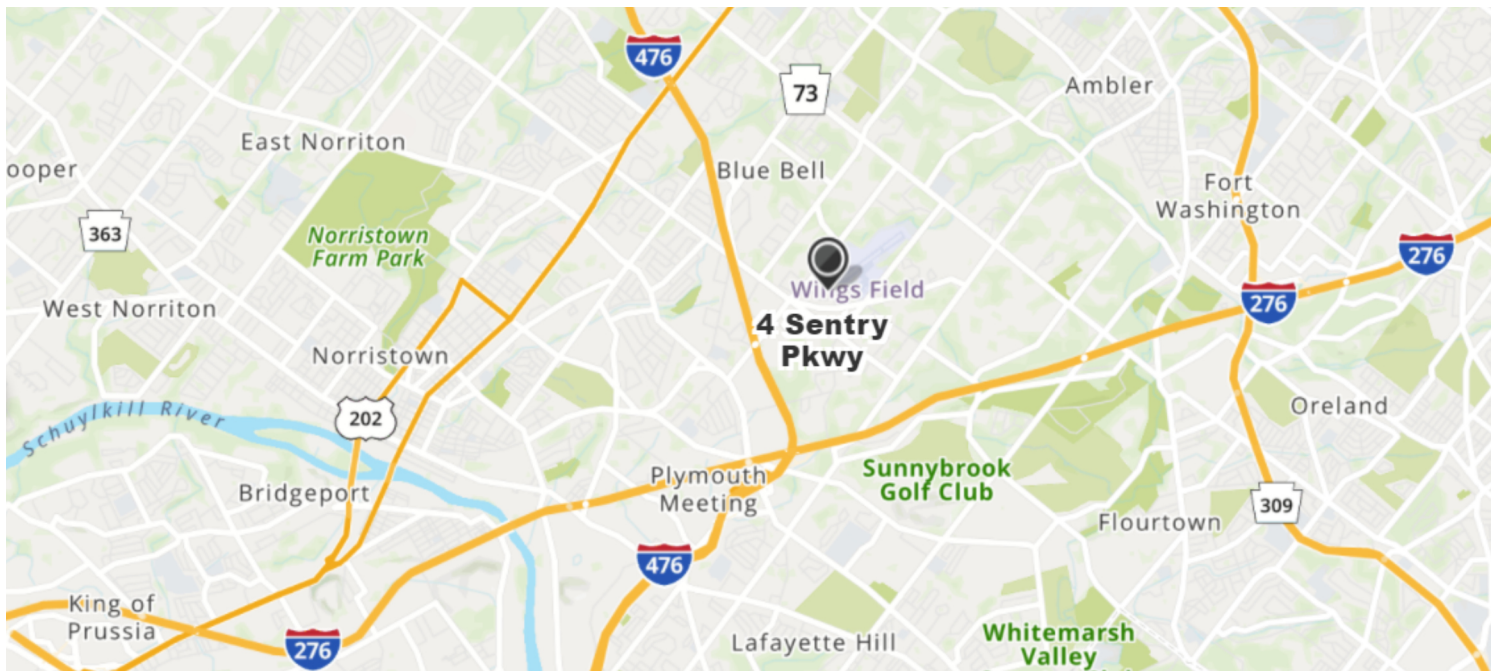 476
73
Ambler
East Norriton
ooper
Blue Bell
Fort
Washington
363
Norristown
Farm Park
276
Wings Field
276
West Norriton
4 Sentry
Pkwy
Norristown
Schuylkill River
202
Oreland
Sunnybrook
Golf Club
Plymouth
Meeting
Bridgeport
309
Flourtown
476
King of
Prussia
276
Lafayette Hill
Whitemarsh
Valley